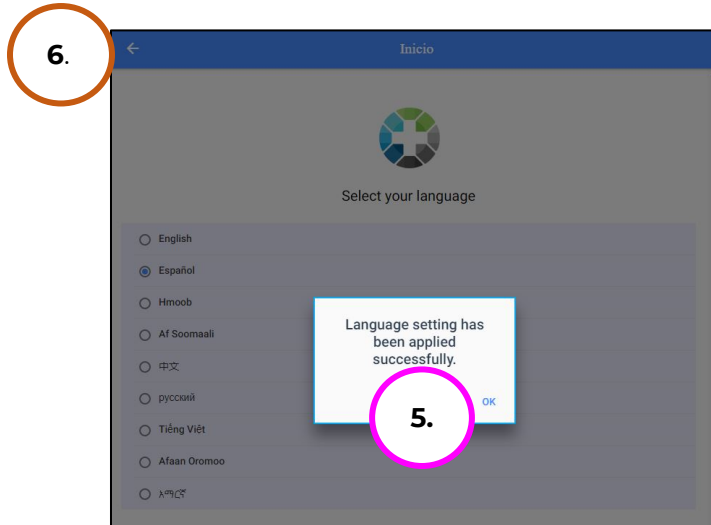 6.
Inicio
Select your language
English
Español
Hmoob
Af Soomaali
中文
русский
Tiếng Việt
Afaan Oromoo
አማርኛ
Language setting has
been applied
successfully.
OK
5.